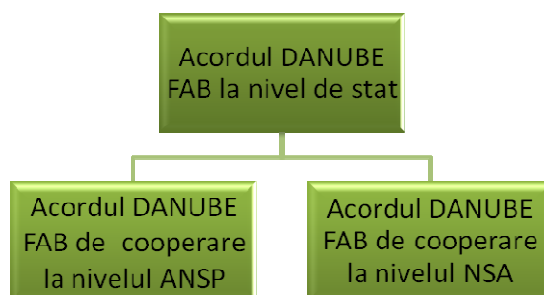 Acordul DANUBE
FAB la nivel de stat
Acordul DANUBE
FAB de cooperare
la nivelul ANSP
Acordul DANUBE
FAB de cooperare
la nivelul NSA